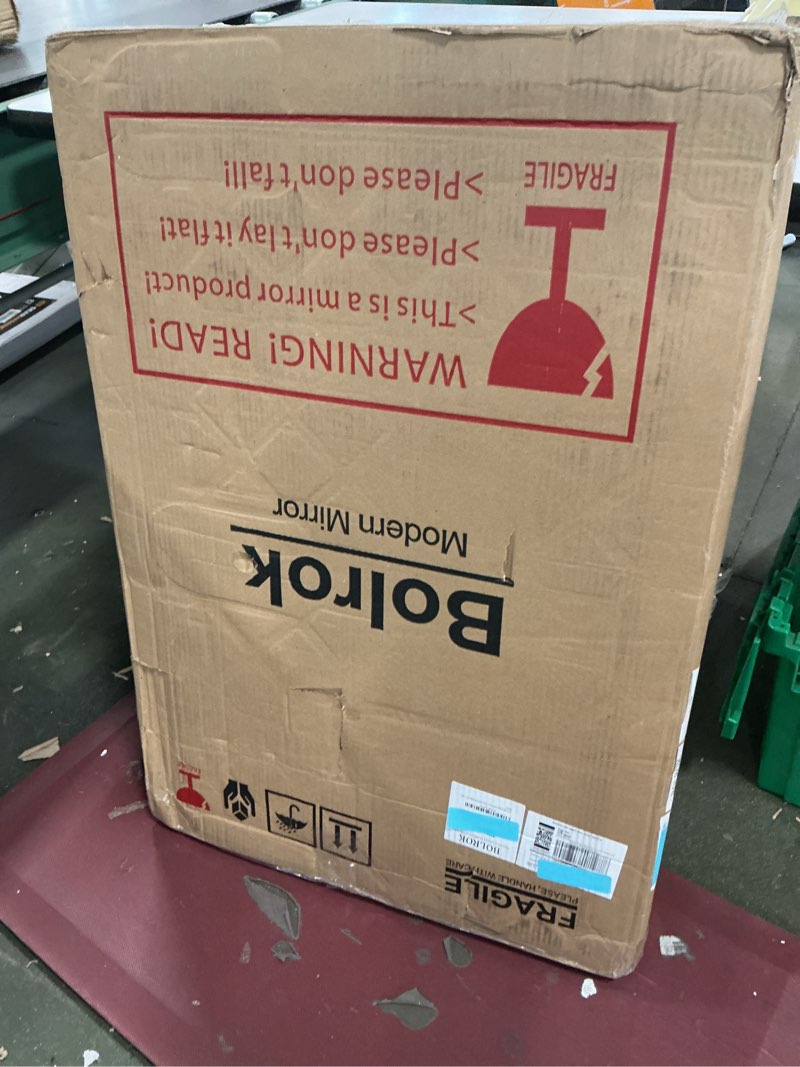 WARNING! READ!
>This is a mirror product!
>Please don't lay it flat!
>Please don't fall!
FRAGILE
Bolrok
Modern Mirror
FRAGILE
PLEASE, HANDLE WITH CARE
BOLROK
FRAGILE